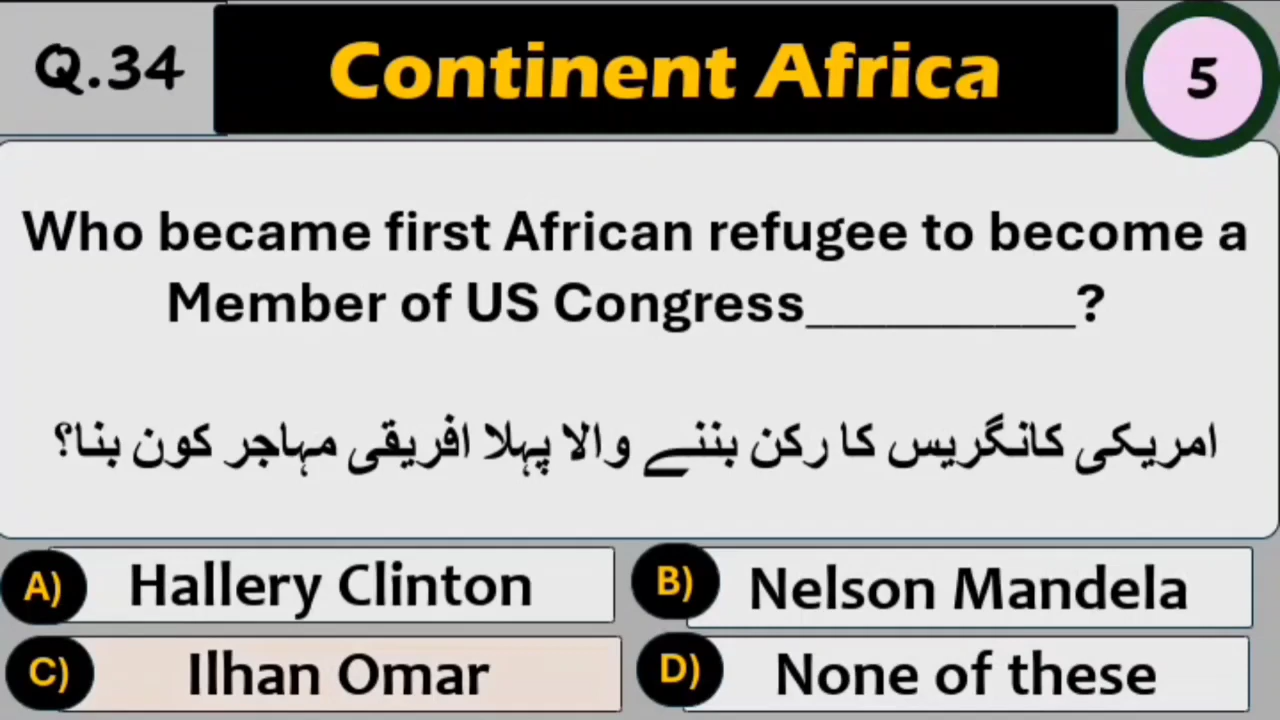 Q.34
Continent Africa
5
Who became first African refugee to become a
Member of US Congress__________?
امریکی کانگریس کا رکن بننے والا پہلا افریقی مہاجر کون بنا؟
A) Hallery Clinton
B) Nelson Mandela
C) Ilhan Omar
D) None of these